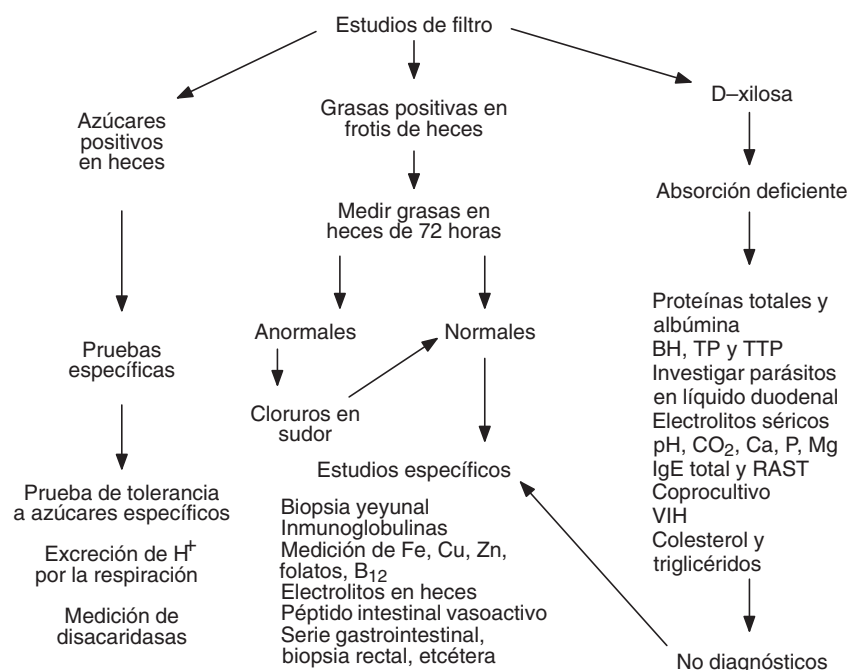 Estudios de filtro
Azúcares
positivos
en heces
Pruebas
específicas
Prueba de tolerancia
a azúcares específicos
Excreción de H⁺
por la respiración
Medición de
disacaridasas
Grasas positivas en
frotis de heces
Medir grasas en
heces de 72 horas
Anormales
Normales
Cloruros en
sudor
Estudios específicos
Biopsia yeyunal
Inmunoglobulinas
Medición de Fe, Cu, Zn,
folatos, B₁₂
Electrolitos en heces
Péptido intestinal vasoactivo
Serie gastrointestinal,
biopsia rectal, etcétera
D–xilosa
Absorción deficiente
Proteínas totales y
albúmina
BH, TP y TTP
Investigar parásitos
en líquido duodenal
Electrolitos séricos
pH, CO₂, Ca, P, Mg
IgE total y RAST
Coprocultivo
VIH
Colesterol y
triglicéridos
No diagnósticos